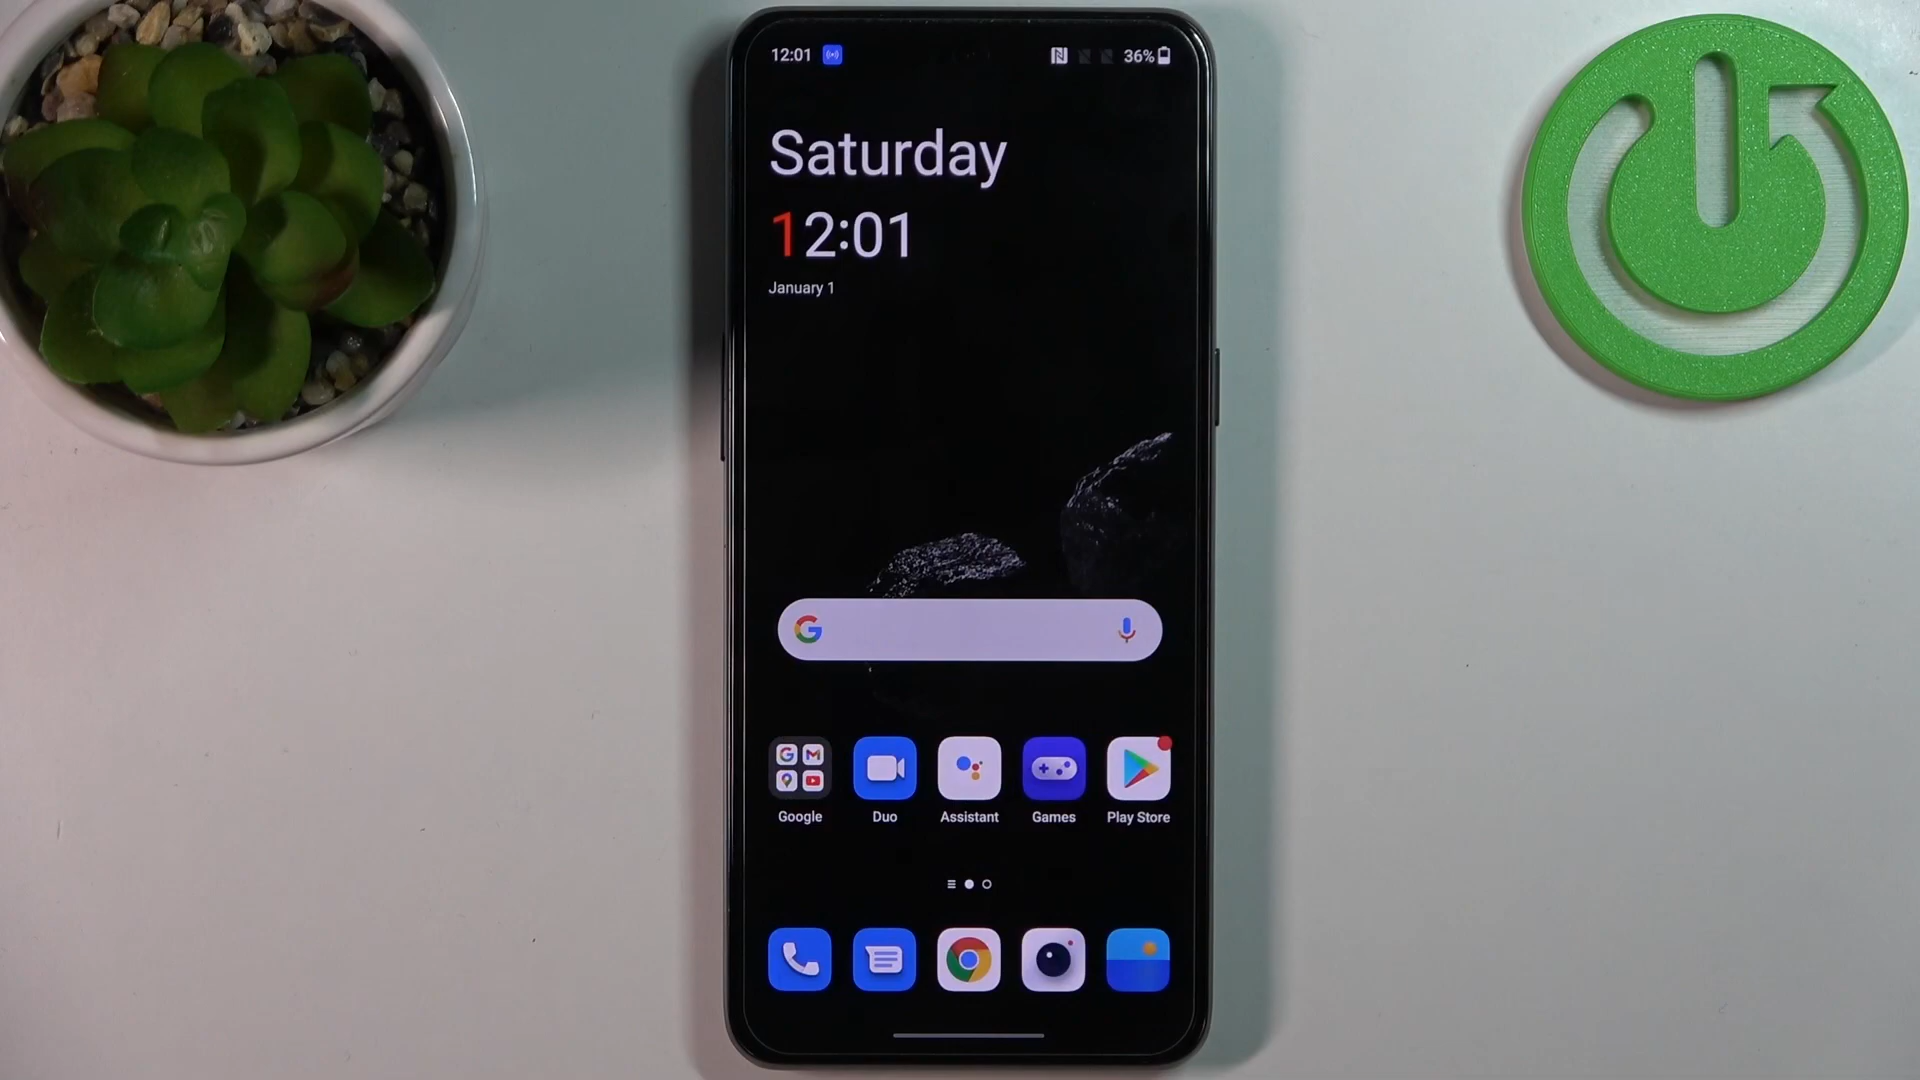 12:01 36%
Saturday
12:01
January 1
Google Duo Assistant Games Play Store